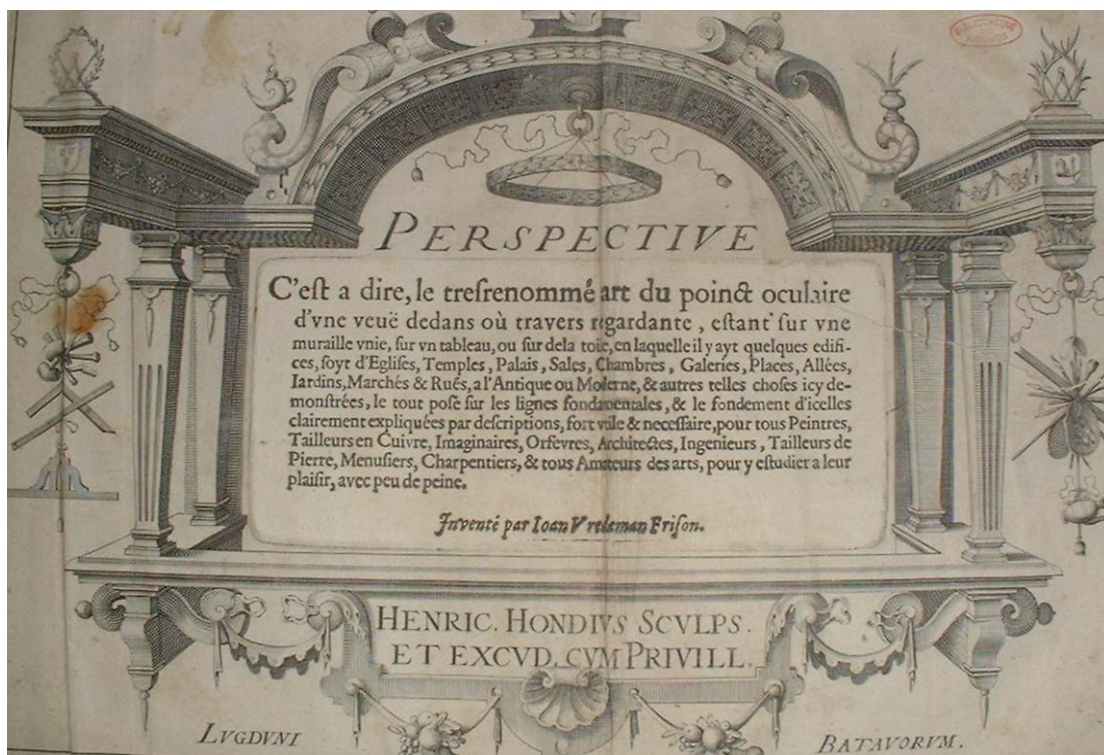 PERSPECTIVE
C'eſt a dire, le treſrenommé art du poinct oculaire
d'vne veuë dedans où travers regardante, eſtant ſur vne
muraille vnie, ſur vn tableau, ou ſur dela toie, en laquelle il y ayt quelques edifi-
ces, ſoyt d'Egliſes, Temples, Palais, Sales, Chambres, Galeries, Places, Allées,
Iardins, Marchés & Rués, a l'Antique ou Moderne, & autres telles choſes icy de-
monſtrées, le tout poſé ſur les lignes fondamentales, & le fondement d'icelles
clairement expliquées par deſcriptions, fort vtile & neceſſaire, pour tous Peintres,
Tailleurs en Cuivre, Imaginaires, Orfevres, Architectes, Ingenieurs, Tailleurs de
Pierre, Menuſiers, Charpentiers, & tous Amateurs des arts, pour y eſtudier a leur
plaiſir, avec peu de peine.
Inventé par Ioan Vredeman Friſon.
HENRIC. HONDIVS SCVLPS.
ET EXCVD. CVM PRIVILL.
LVGDVNI BATAVORVM.